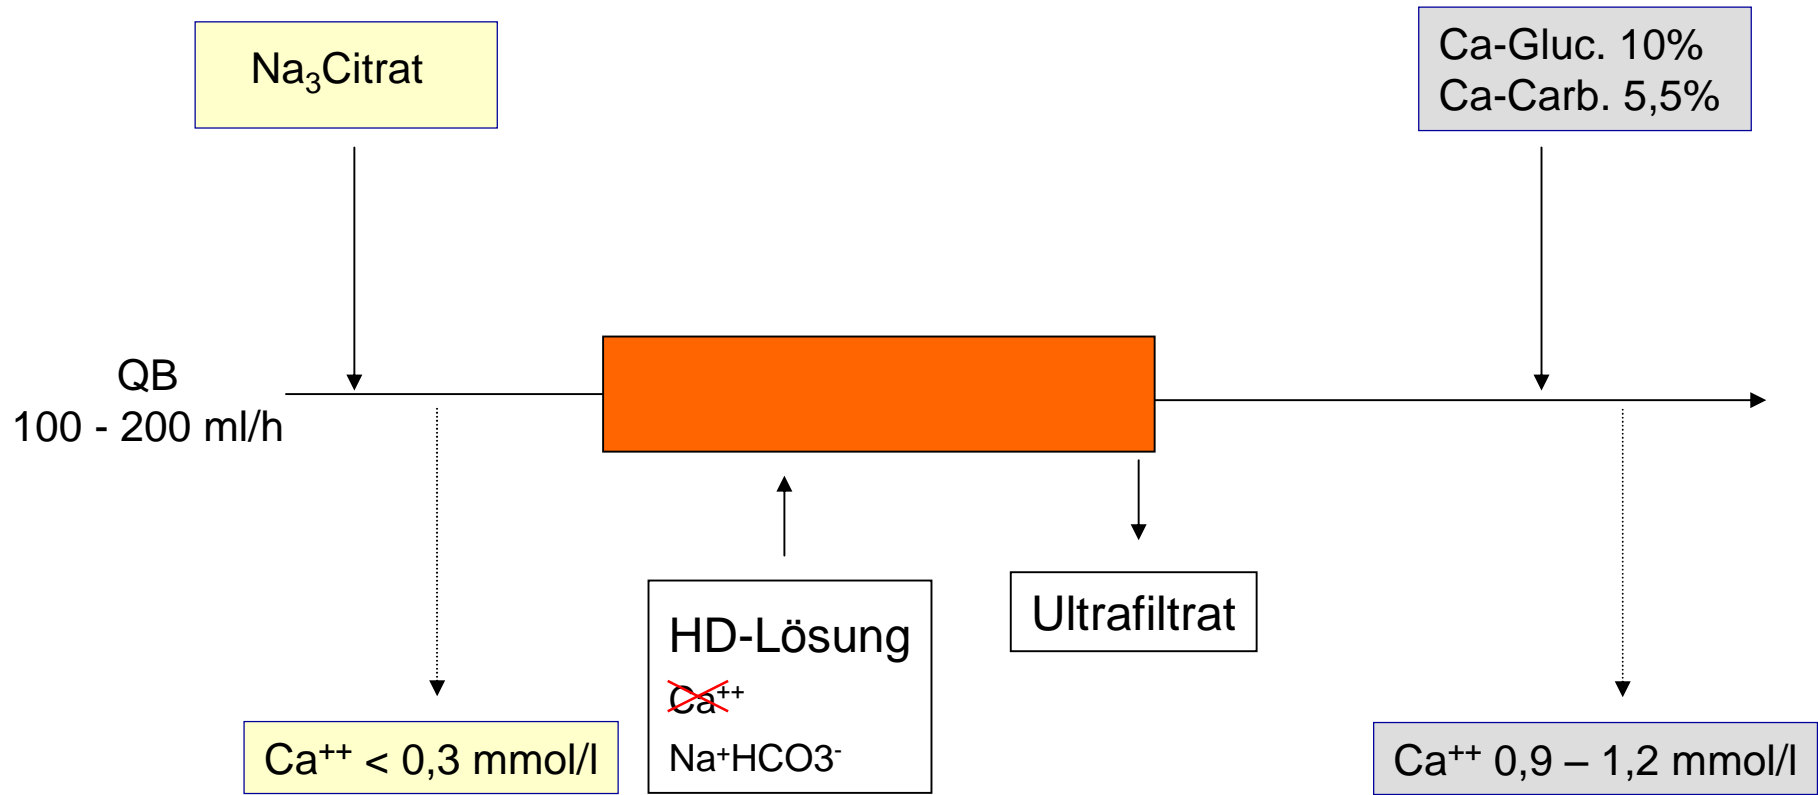 Na₃Citrat
Ca-Gluc. 10%
Ca-Carb. 5,5%
QB
100 - 200 ml/h
HD-Lösung
Ca⁺⁺
Na⁺HCO3⁻
Ultrafiltrat
Ca⁺⁺ < 0,3 mmol/l
Ca⁺⁺ 0,9 – 1,2 mmol/l